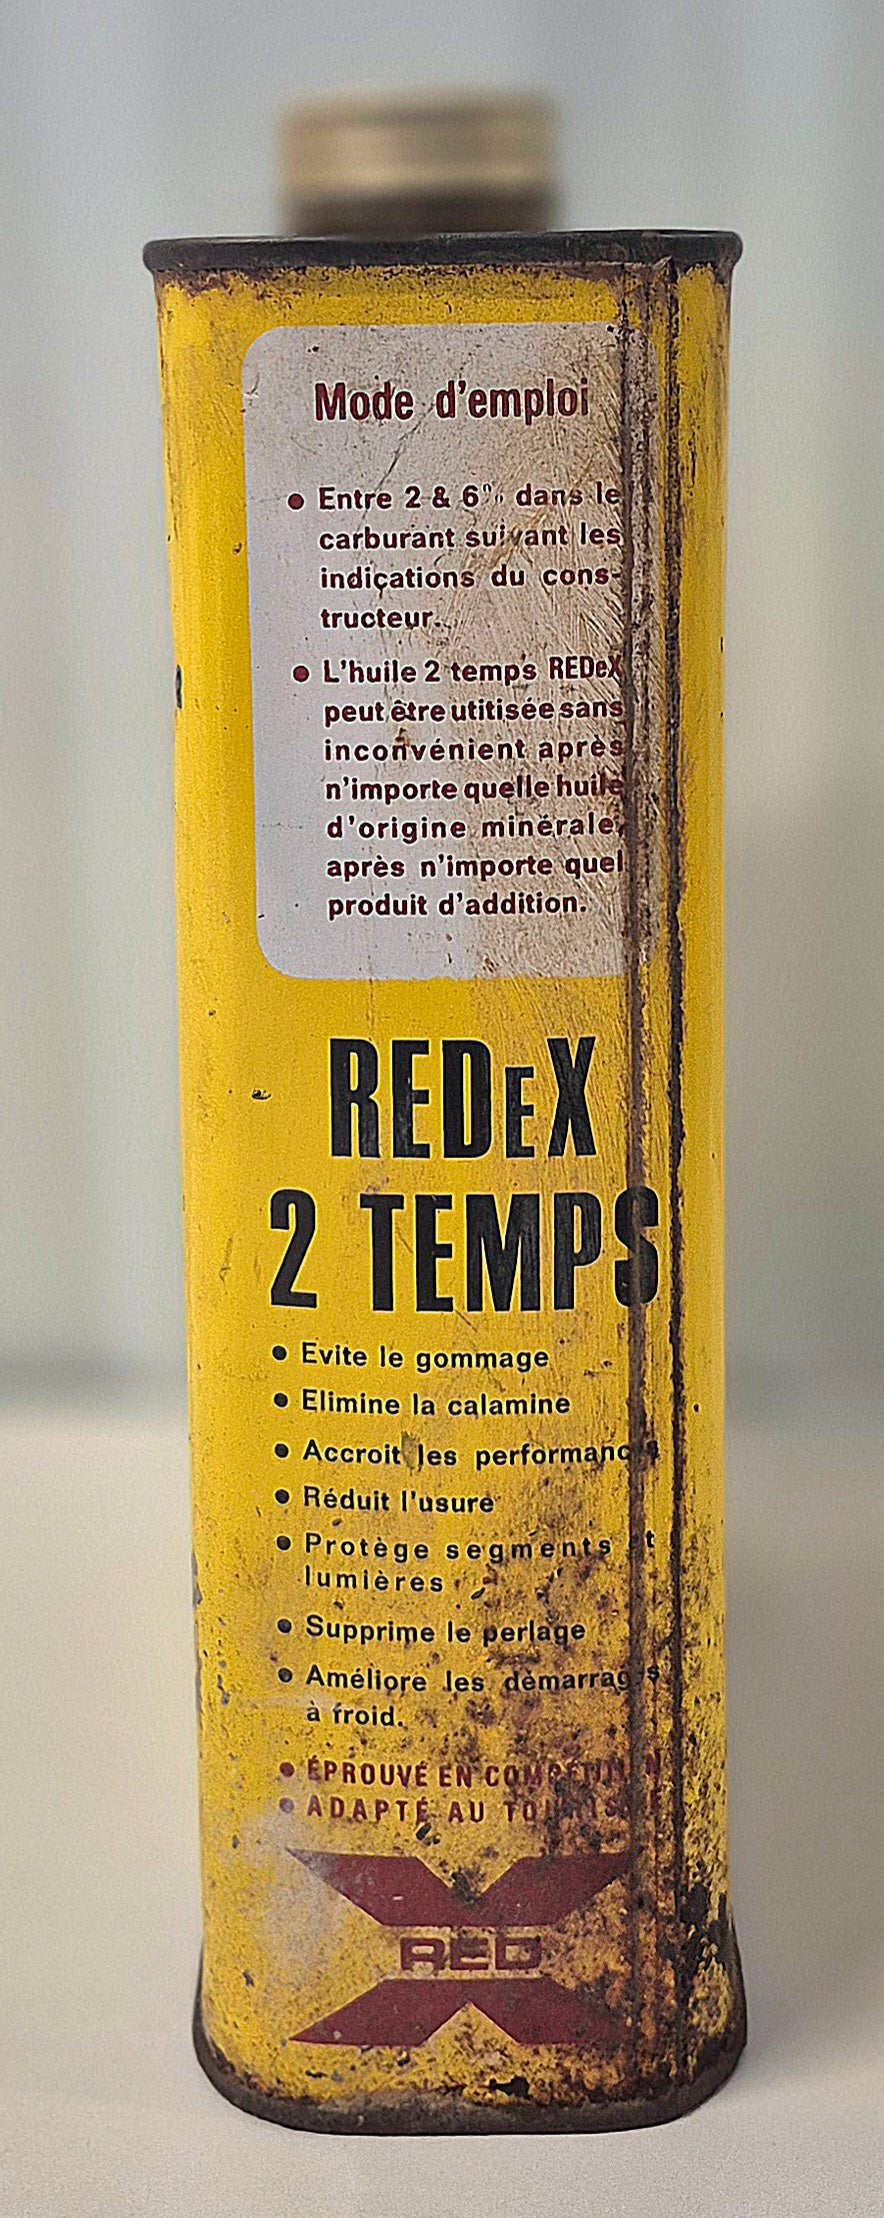 Mode d'emploi
• Entre 2 & 6% dans le
carburant suivant les
indications du cons-
tructeur.
• L'huile 2 temps REDeX
peut être utitisée sans
inconvénient après
n'importe quelle huile
d'origine minérale,
après n'importe quel
produit d'addition.
REDEX
2 TEMPS
• Evite le gommage
• Elimine la calamine
• Accroit les performances
• Réduit l'usure
• Protège segments et
lumières
• Supprime le perlage
• Améliore les démarrages
à froid.
• ÉPROUVÉ EN COMPÉTITION
• ADAPTÉ AU TOURISME
RED